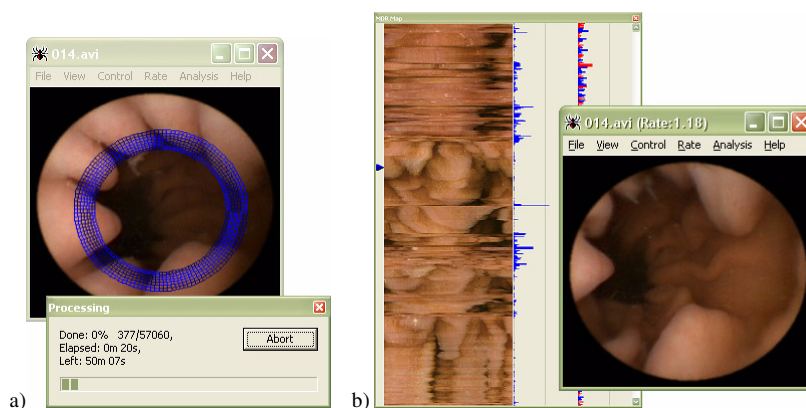 014.avi
File View Control Rate Analysis Help
Processing
Done: 0% 377/57060,
Elapsed: 0m 20s,
Left: 50m 07s
Abort
a)
MDR Map
014.avi (Rate:1.18)
File View Control Rate Analysis Help
b)